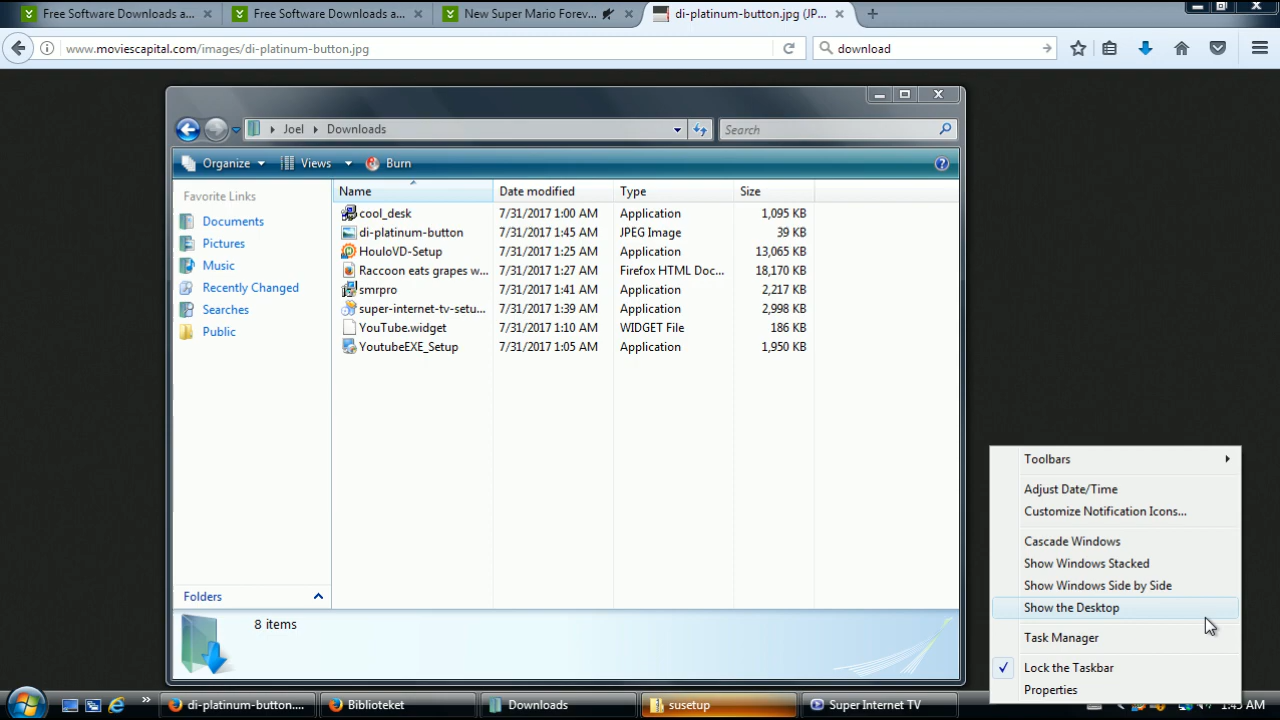 Free Software Downloads a...
Free Software Downloads a...
New Super Mario Forev...
di-platinum-button.jpg (JP...
www.moviescapital.com/images/di-platinum-button.jpg
download
Joel
Downloads
Search
Organize
Views
Burn
Favorite Links
Documents
Pictures
Music
Recently Changed
Searches
Public
Folders
Name Date modified Type Size
cool_desk 7/31/2017 1:00 AM Application 1,095 KB
di-platinum-button 7/31/2017 1:45 AM JPEG Image 39 KB
HouloVD-Setup 7/31/2017 1:25 AM Application 13,065 KB
Raccoon eats grapes w... 7/31/2017 1:27 AM Firefox HTML Doc... 18,170 KB
smrpro 7/31/2017 1:41 AM Application 2,217 KB
super-internet-tv-setu... 7/31/2017 1:39 AM Application 2,998 KB
YouTube.widget 7/31/2017 1:10 AM WIDGET File 186 KB
YoutubeEXE_Setup 7/31/2017 1:05 AM Application 1,950 KB
8 items
Toolbars
Adjust Date/Time
Customize Notification Icons...
Cascade Windows
Show Windows Stacked
Show Windows Side by Side
Show the Desktop
Task Manager
Lock the Taskbar
Properties
di-platinum-button....
Biblioteket
Downloads
susetup
Super Internet TV
1:45 AM